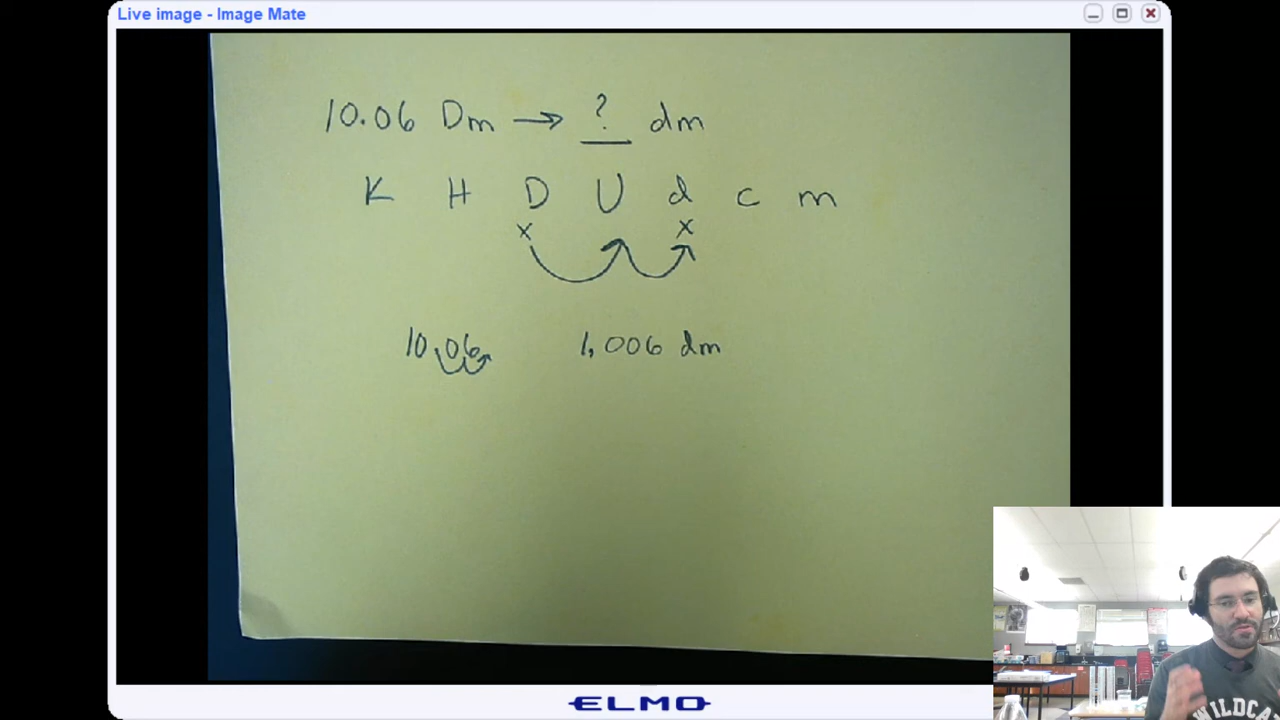 Live image - Image Mate
10.06 Dm → ? dm
K H D U d c m
x x
10.06 1,006 dm
ELMO
WILDCA